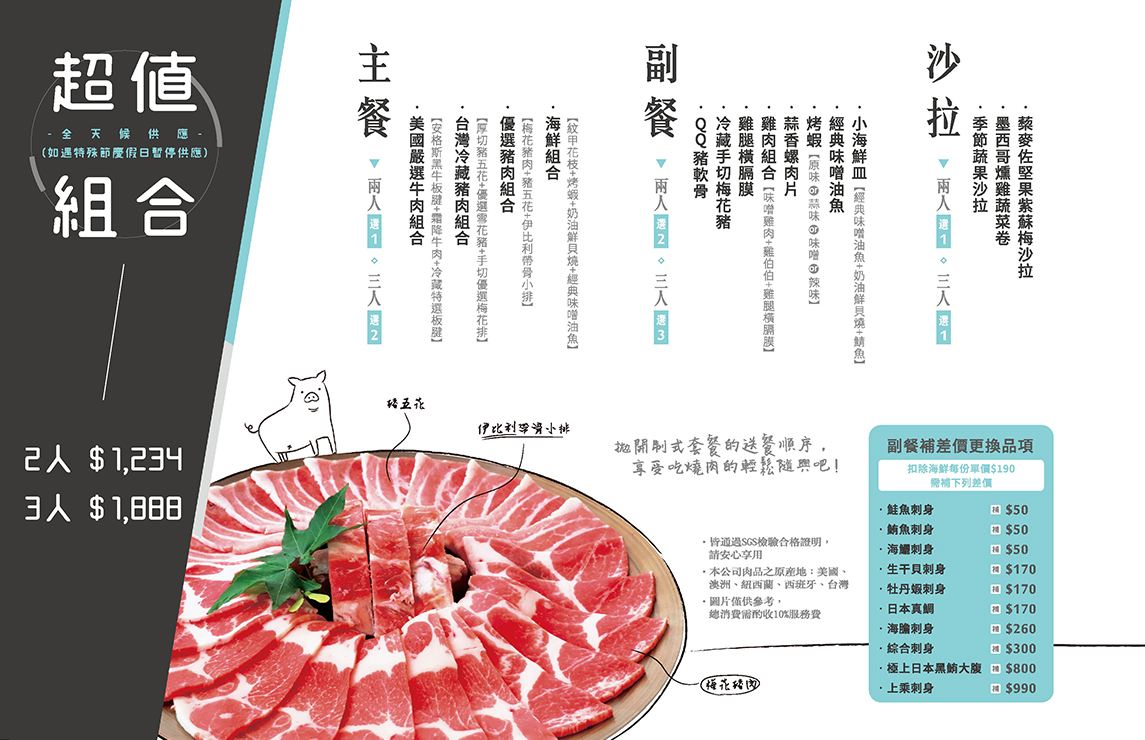 超值
-全天候供應-
(如遇特殊節慶假日暫停供應)
組合
2人 $1,234
3人 $1,888
主餐
▼兩人 選1 ◇ 三人 選2
・美國嚴選牛肉組合
【安格斯黑牛板腱+霜降牛肉+冷藏特選板腱】
・台灣冷藏豬肉組合
【厚切豬五花+優選雪花豬+手切優選梅花排】
・優選豬肉組合
【梅花豬肉+豬五花+伊比利帶骨小排】
・海鮮組合
【紋甲花枝+烤蝦+奶油鮮貝燒+經典味噌油魚】
副餐
▼兩人 選2 ◇ 三人 選3
・QQ豬軟骨
・冷藏手切梅花豬
・雞腿橫膈膜
・雞肉組合【味噌雞肉+雞伯伯+雞腿橫膈膜】
・蒜香螺肉片
・烤蝦【原味or蒜味or味噌or辣味】
・經典味噌油魚
・小海鮮皿【經典味噌油魚+奶油鮮貝燒+鯖魚】
沙拉
▼兩人 選1 ◇ 三人 選1
・季節蔬果沙拉
・墨西哥燻雞蔬菜卷
・藜麥佐堅果紫蘇梅沙拉
豬五花
伊比利帶骨小排
梅花豬肉
拋開制式套餐的送餐順序,
享受吃燒肉的輕鬆隨興吧!
・皆通過SGS檢驗合格證明,
請安心享用
・本公司肉品之原產地:美國、
澳洲、紐西蘭、西班牙、台灣
・圖片僅供參考,
總消費需酌收10%服務費
副餐補差價更換品項
扣除海鮮每份單價$190
需補下列差價
・鮭魚刺身 補 $50
・鮪魚刺身 補 $50
・海鱺刺身 補 $50
・生干貝刺身 補 $170
・牡丹蝦刺身 補 $170
・日本真鯛 補 $170
・海膽刺身 補 $260
・綜合刺身 補 $300
・極上日本黑鮪大腹 補 $800
・上乘刺身 補 $990